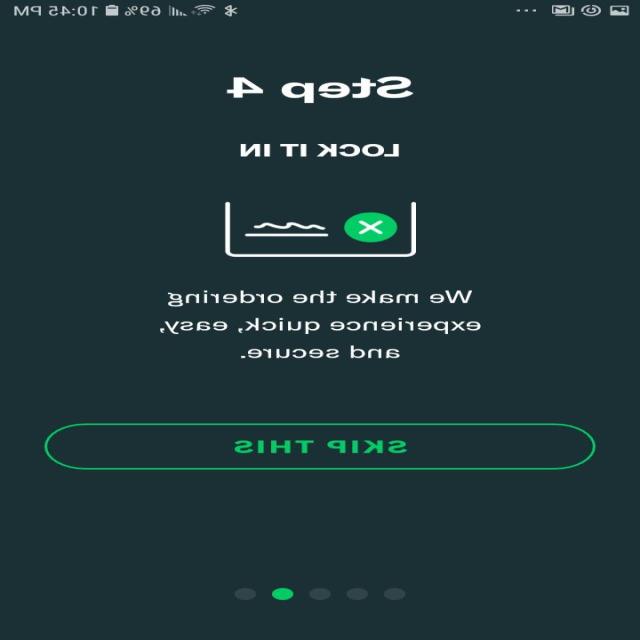 69% 10:45 PM
Step 4
LOCK IT IN
We make the ordering
experience quick, easy,
and secure.
SKIP THIS